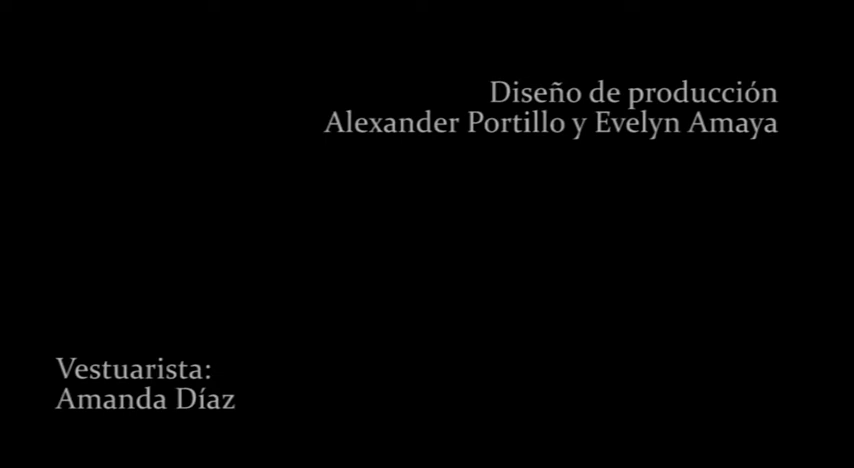 Diseño de producción
Alexander Portillo y Evelyn Amaya
Vestuarista:
Amanda Díaz